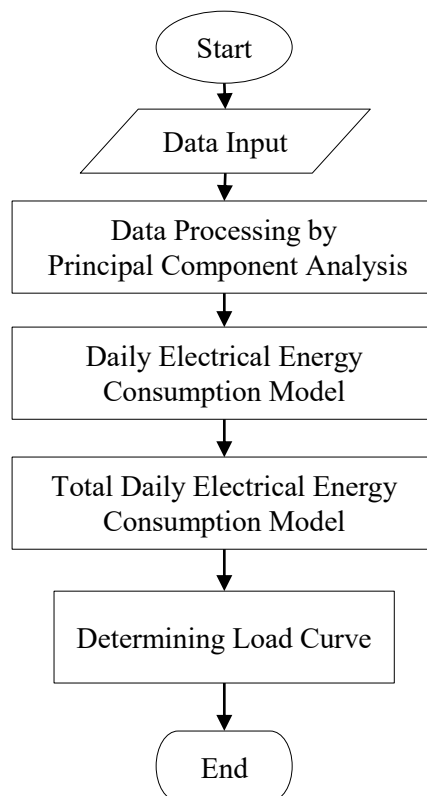 Start
Data Input
Data Processing by
Principal Component Analysis
Daily Electrical Energy
Consumption Model
Total Daily Electrical Energy
Consumption Model
Determining Load Curve
End